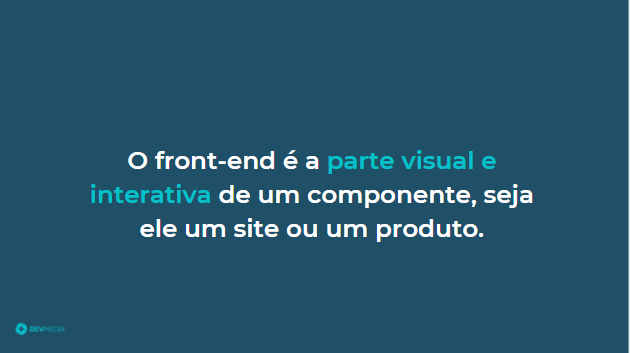 O front-end é a parte visual e
interativa de um componente, seja
ele um site ou um produto.
DEVMEDIA